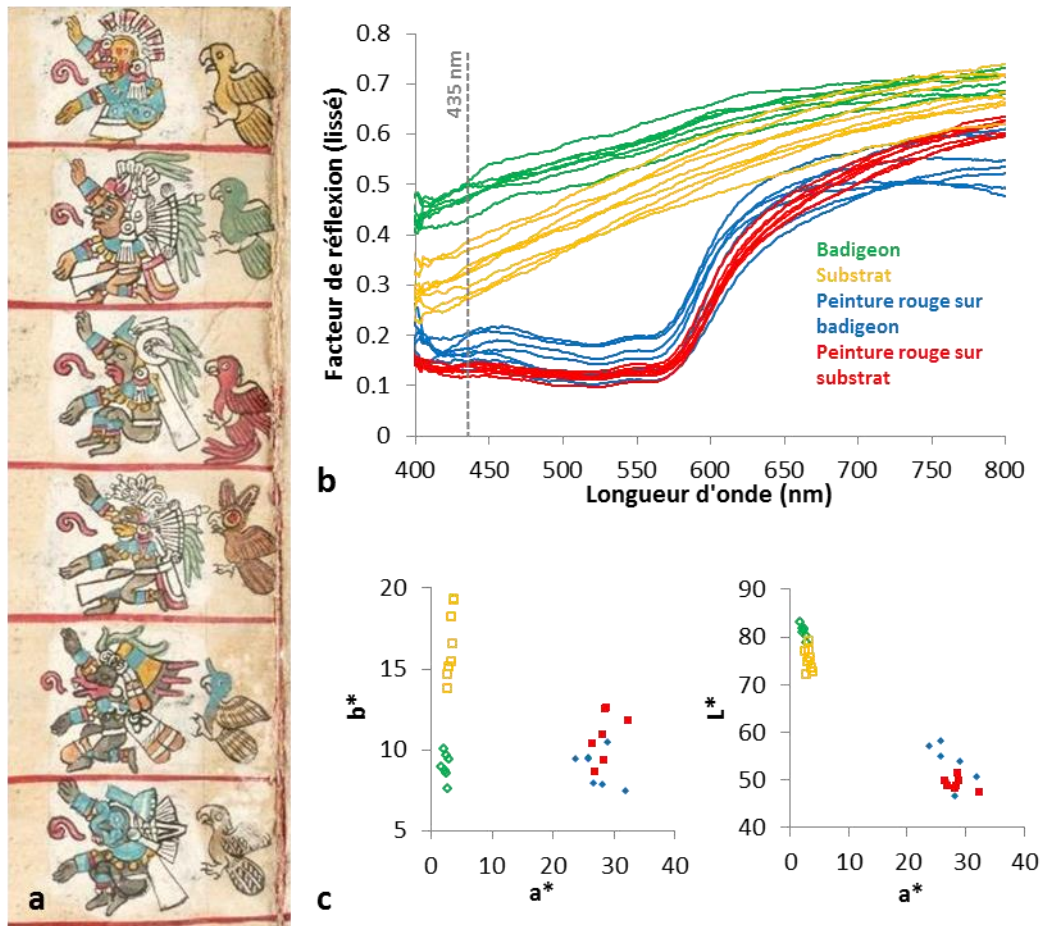 a
0.8
0.7
0.6
0.5
0.4
0.3
0.2
0.1
0
Facteur de réflexion (lissé)
435 nm
Badigeon
Substrat
Peinture rouge sur
badigeon
Peinture rouge sur
substrat
400 450 500 550 600 650 700 750 800
Longueur d'onde (nm)
b
20
15
10
5
b*
0 10 20 30 40
a*
90
80
70
60
50
40
L*
0 10 20 30 40
a*
c